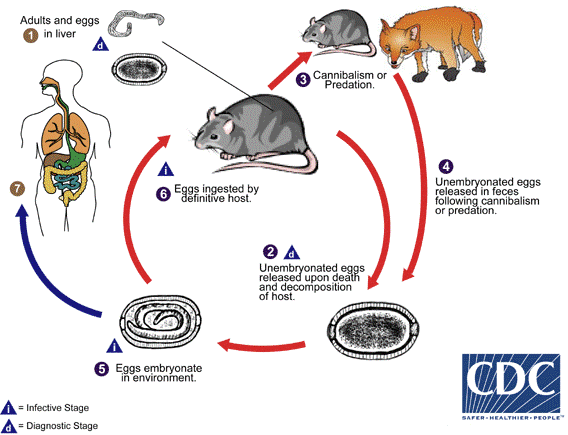 Adults and eggs
1 in liver
d
3 Cannibalism or
Predation.
4
Unembryonated eggs
released in feces
following cannibalism
or predation.
i
6 Eggs ingested by
definitive host.
7
2 d
Unembryonated eggs
released upon death
and decomposition
of host.
i
5 Eggs embryonate
in environment.
i = Infective Stage
d = Diagnostic Stage
CDC
SAFER•HEALTHIER•PEOPLE™